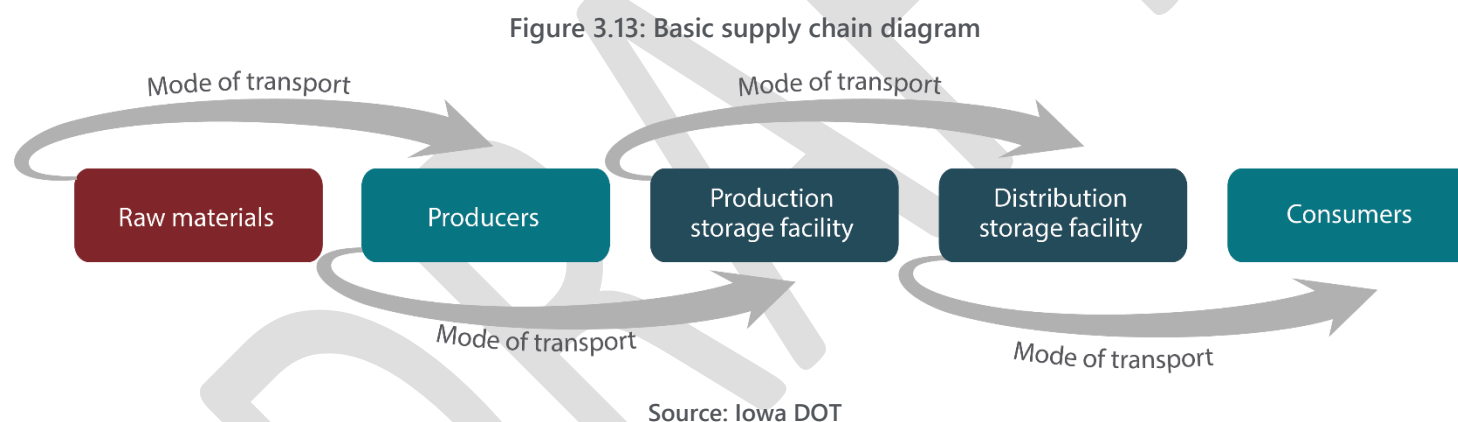 Figure 3.13: Basic supply chain diagram
Mode of transport
Mode of transport
Raw materials
Producers
Production
storage facility
Distribution
storage facility
Consumers
Mode of transport
Mode of transport
Source: Iowa DOT